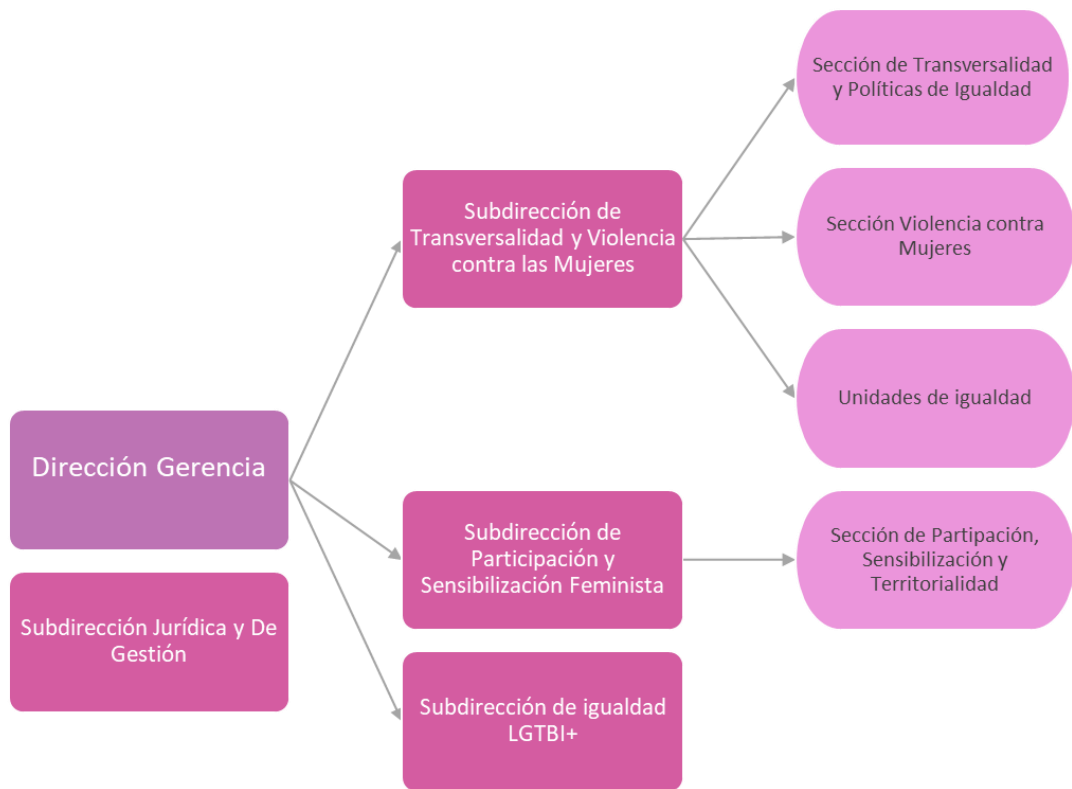 Dirección Gerencia
Subdirección Jurídica y De
Gestión
Subdirección de
Transversalidad y Violencia
contra las Mujeres
Subdirección de
Participación y
Sensibilización Feminista
Subdirección de igualdad
LGTBI+
Sección de Transversalidad
y Políticas de Igualdad
Sección Violencia contra
Mujeres
Unidades de igualdad
Sección de Partipación,
Sensibilización y
Territorialidad